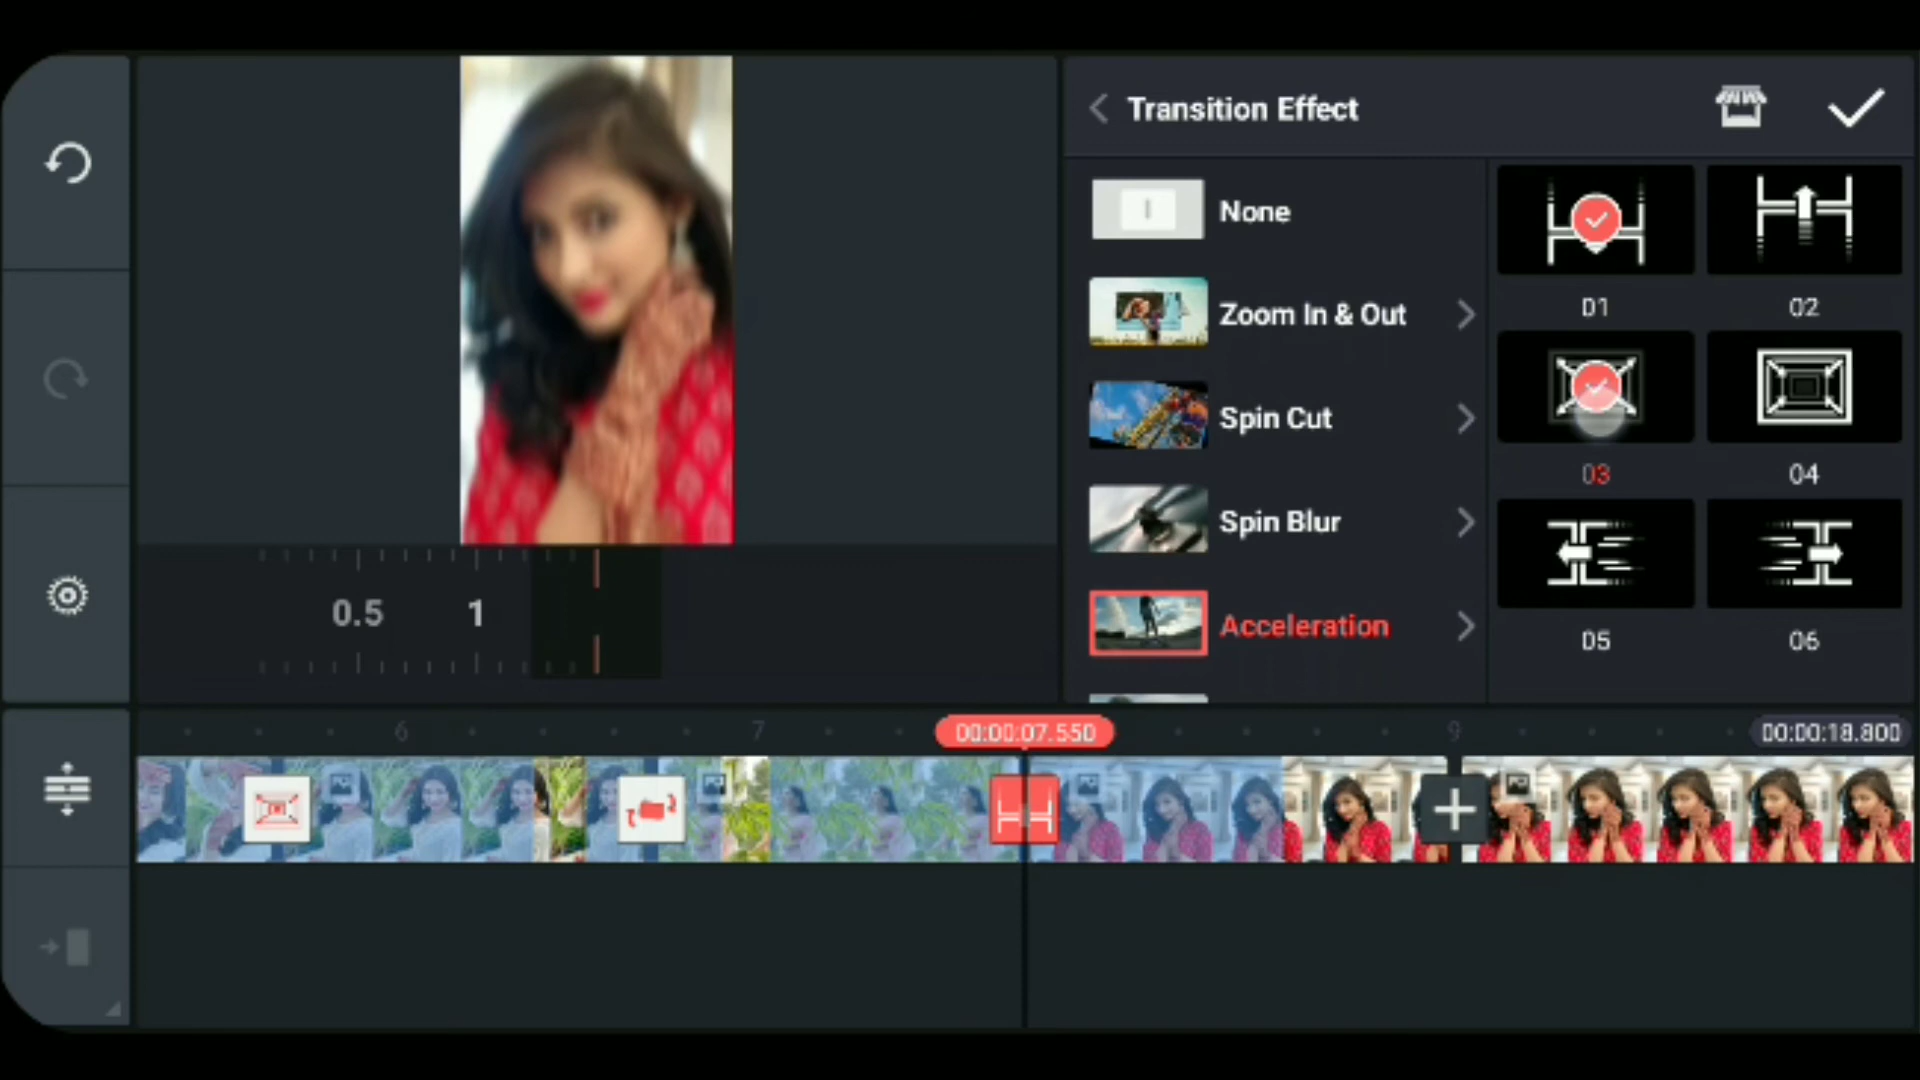 Transition Effect
None
Zoom In & Out
Spin Cut
Spin Blur
Acceleration
01
02
03
04
05
06
0.5
1
6
7
00:00:07.550
9
00:00:18.800